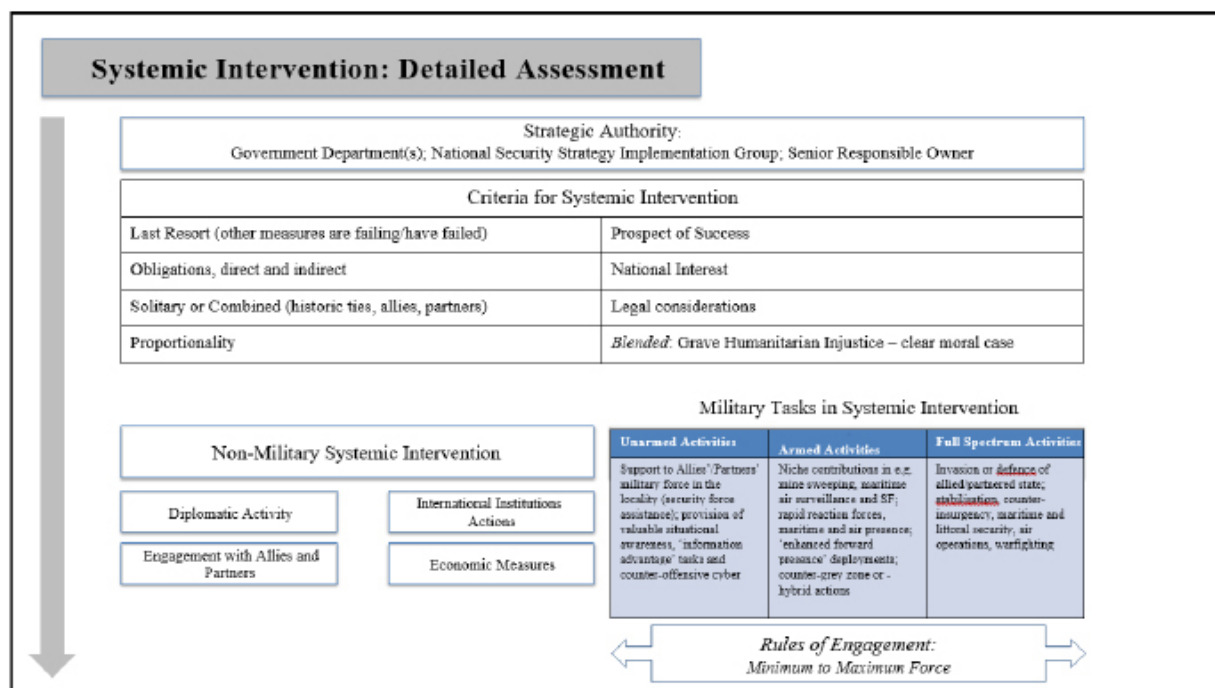 Systemic Intervention: Detailed Assessment
Strategic Authority:
Government Department(s); National Security Strategy Implementation Group; Senior Responsible Owner
Criteria for Systemic Intervention
Last Resort (other measures are failing/have failed)
Prospect of Success
Obligations, direct and indirect
National Interest
Solitary or Combined (historic ties, allies, partners)
Legal considerations
Proportionality
Blended: Grave Humanitarian Injustice – clear moral case
Non-Military Systemic Intervention
Diplomatic Activity
International Institutions
Actions
Engagement with Allies and
Partners
Economic Measures
Military Tasks in Systemic Intervention
Unarmed Activities
Support to Allies'/Partners'
military force in the
locality (security force
assistance); provision of
valuable situational
awareness, 'information
advantage' tasks and
counter-offensive cyber
Armed Activities
Niche contributions in e.g.
mine sweeping, maritime
air surveillance and SF;
rapid reaction forces,
maritime and air presence;
'enhanced forward
presence' deployments;
counter-grey zone or -
hybrid actions
Full Spectrum Activities
Invasion or defence of
allied/partnered state;
stabilisation, counter-
insurgency, maritime and
littoral security, air
operations, warfighting
Rules of Engagement:
Minimum to Maximum Force